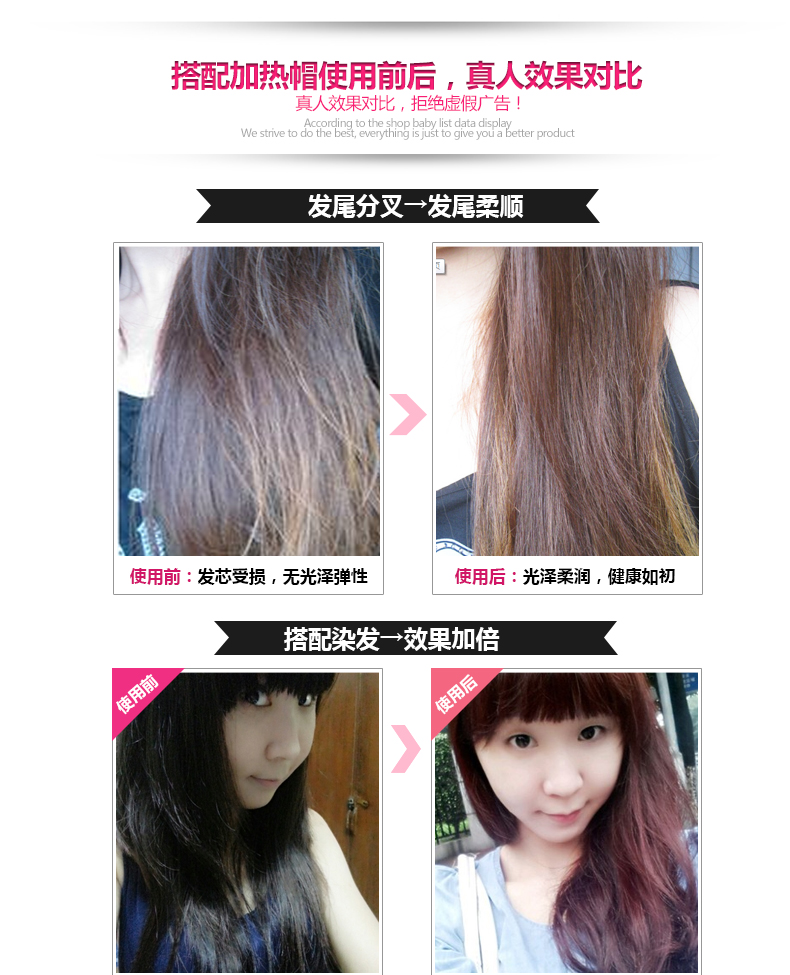 搭配加热帽使用前后，真人效果对比
真人效果对比，拒绝虚假广告！
According to the shop baby list data display
We strive to do the best, everything is just to give you a better product
发尾分叉→发尾柔顺
使用前：发芯受损，无光泽弹性
使用后：光泽柔润，健康如初
搭配染发→效果加倍
使用前
使用后